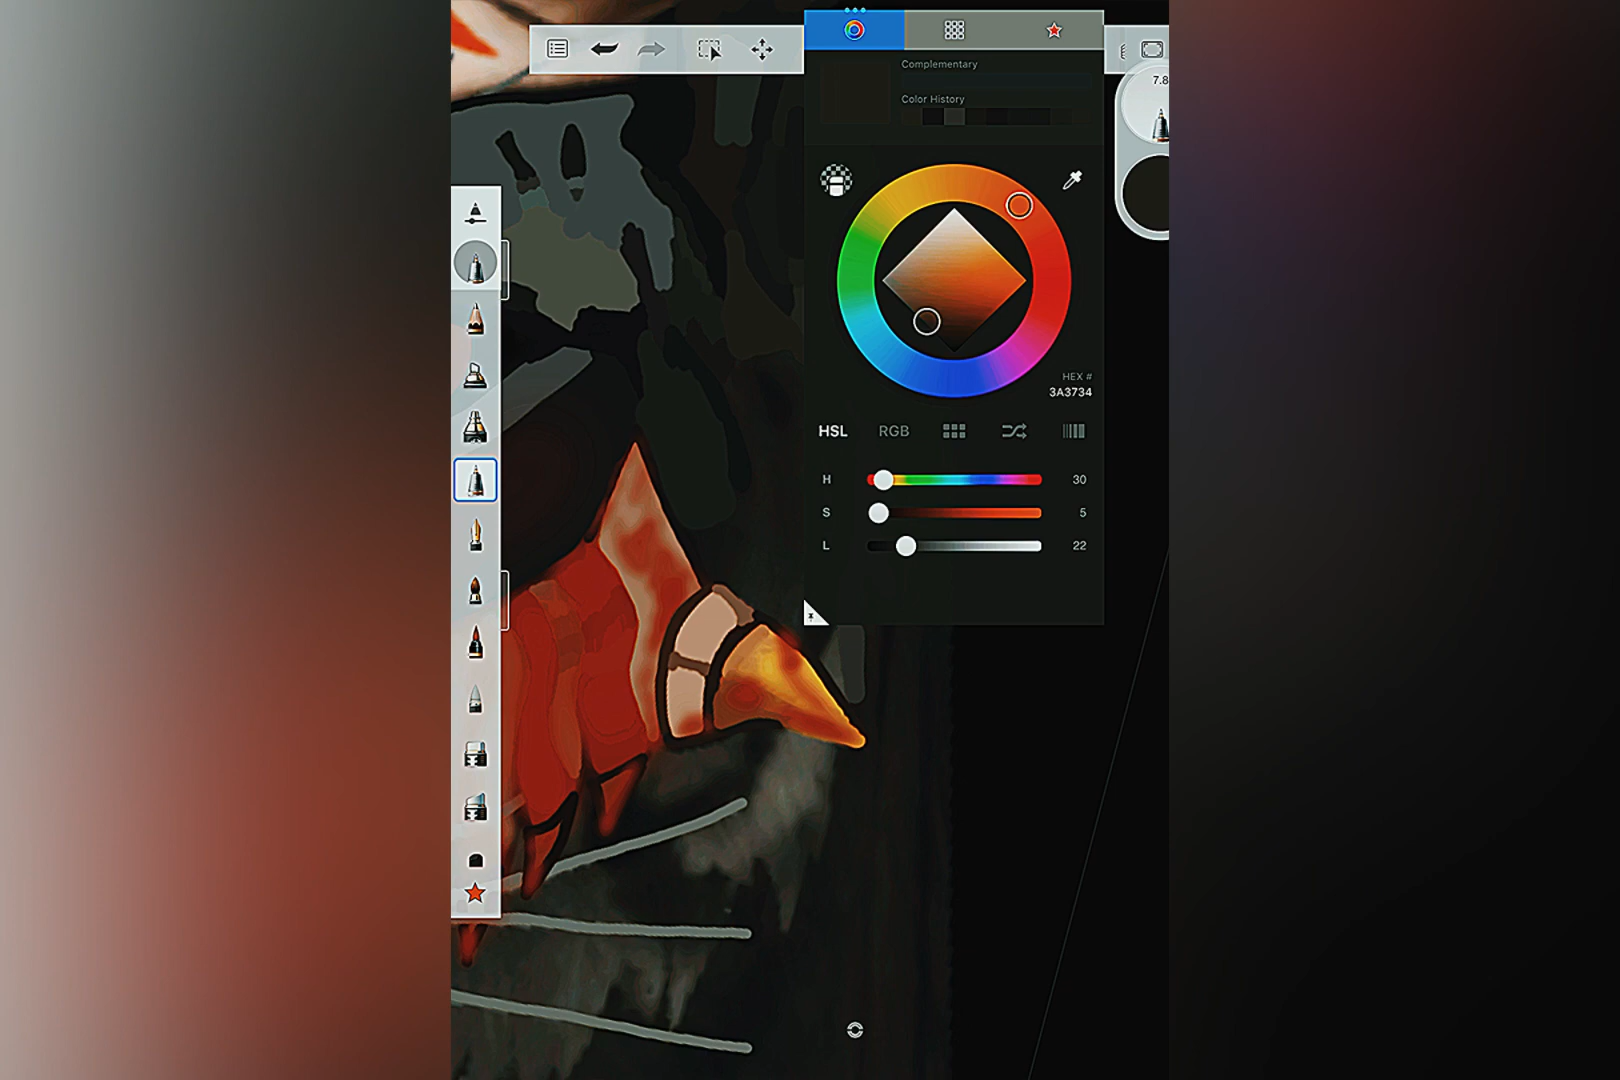 Complementary
Color History
7.8
HEX #
3A3734
HSL RGB
H 30
S 5
L 22